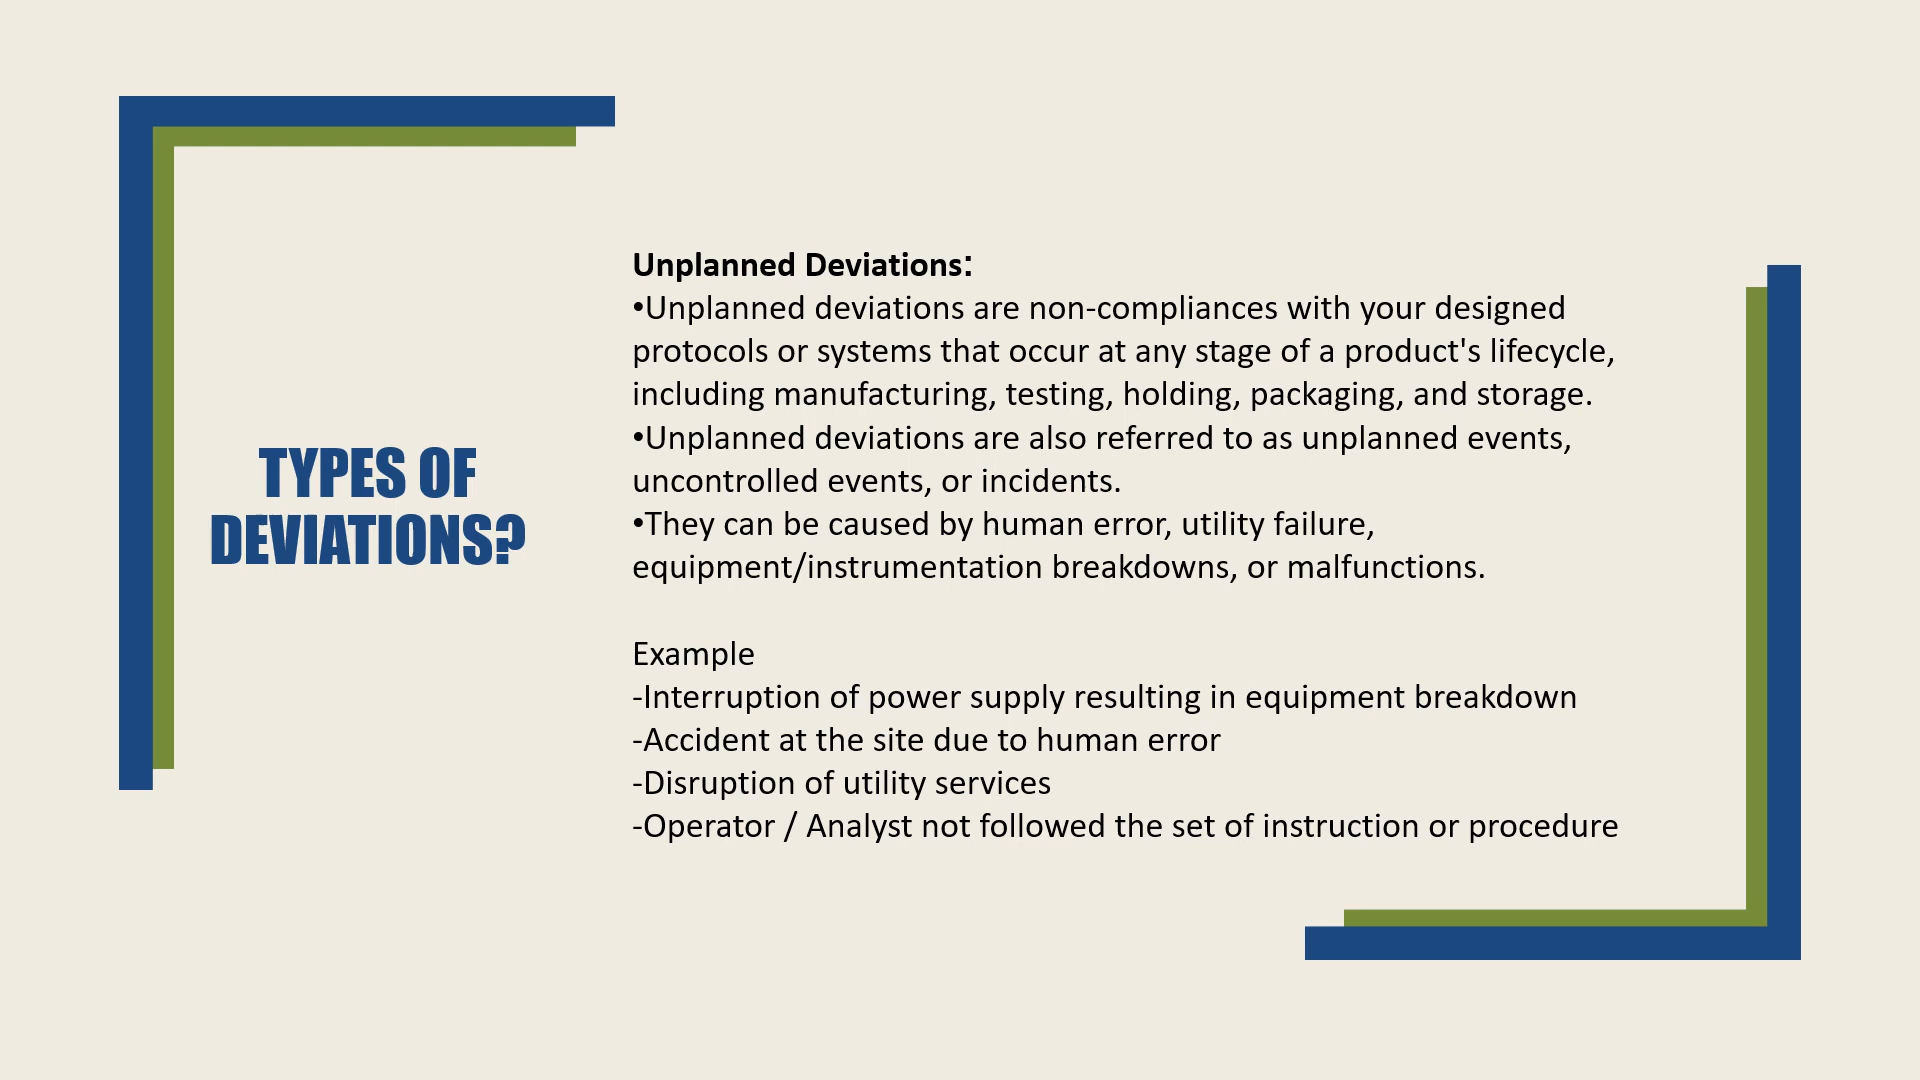 TYPES OF
DEVIATIONS?
Unplanned Deviations:
•Unplanned deviations are non-compliances with your designed
protocols or systems that occur at any stage of a product's lifecycle,
including manufacturing, testing, holding, packaging, and storage.
•Unplanned deviations are also referred to as unplanned events,
uncontrolled events, or incidents.
•They can be caused by human error, utility failure,
equipment/instrumentation breakdowns, or malfunctions.
Example
-Interruption of power supply resulting in equipment breakdown
-Accident at the site due to human error
-Disruption of utility services
-Operator / Analyst not followed the set of instruction or procedure